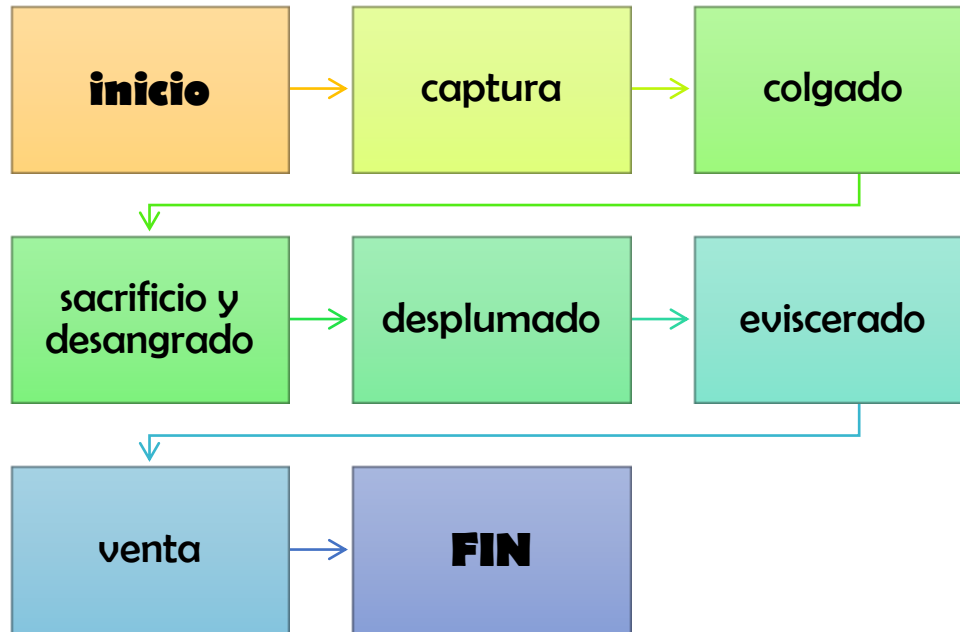 inicio
captura
colgado
sacrificio y
desangrado
desplumado
eviscerado
venta
FIN